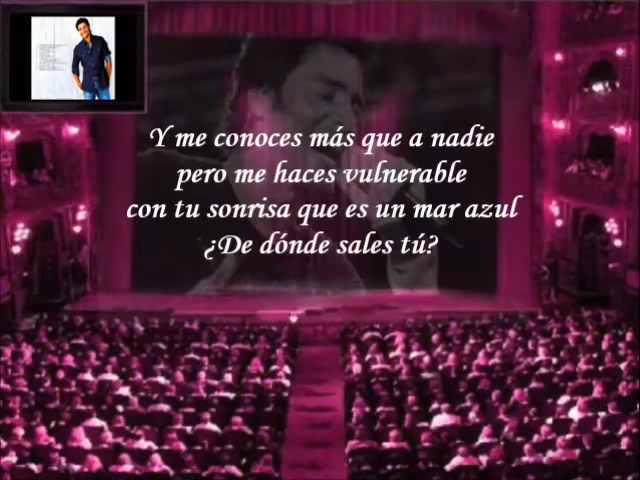 Y me conoces más que a nadie
pero me haces vulnerable
con tu sonrisa que es un mar azul
¿De dónde sales tú?